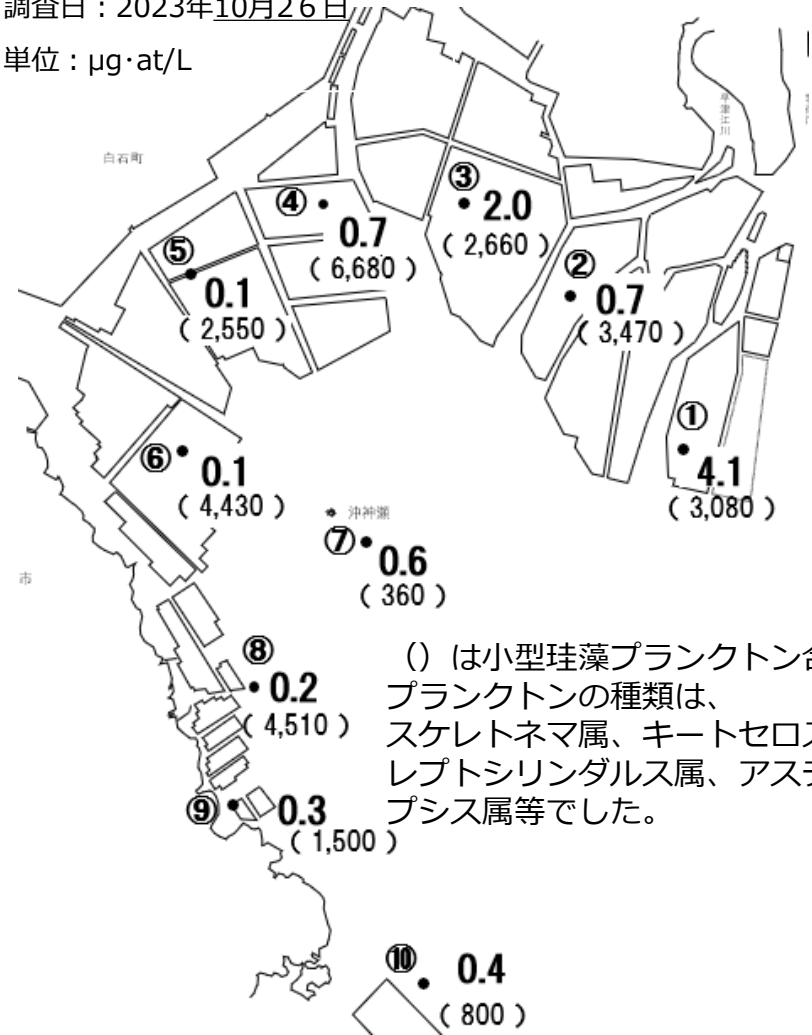 調査日：2023年10月26日
単位：µg･at/L
早津江川
白石町
③
2.0
( 2,660 )
④
0.7
( 6,680 )
⑤
0.1
( 2,550 )
②
0.7
( 3,470 )
①
4.1
( 3,080 )
⑥
0.1
( 4,430 )
沖神瀬
⑦
0.6
( 360 )
市
⑧
0.2
( 4,510 )
（）は小型珪藻プランクトン合
プランクトンの種類は、
スケレトネマ属、キートセロス
レプトシリンダルス属、アステ
プシス属等でした。
⑨
0.3
( 1,500 )
⑩
0.4
( 800 )